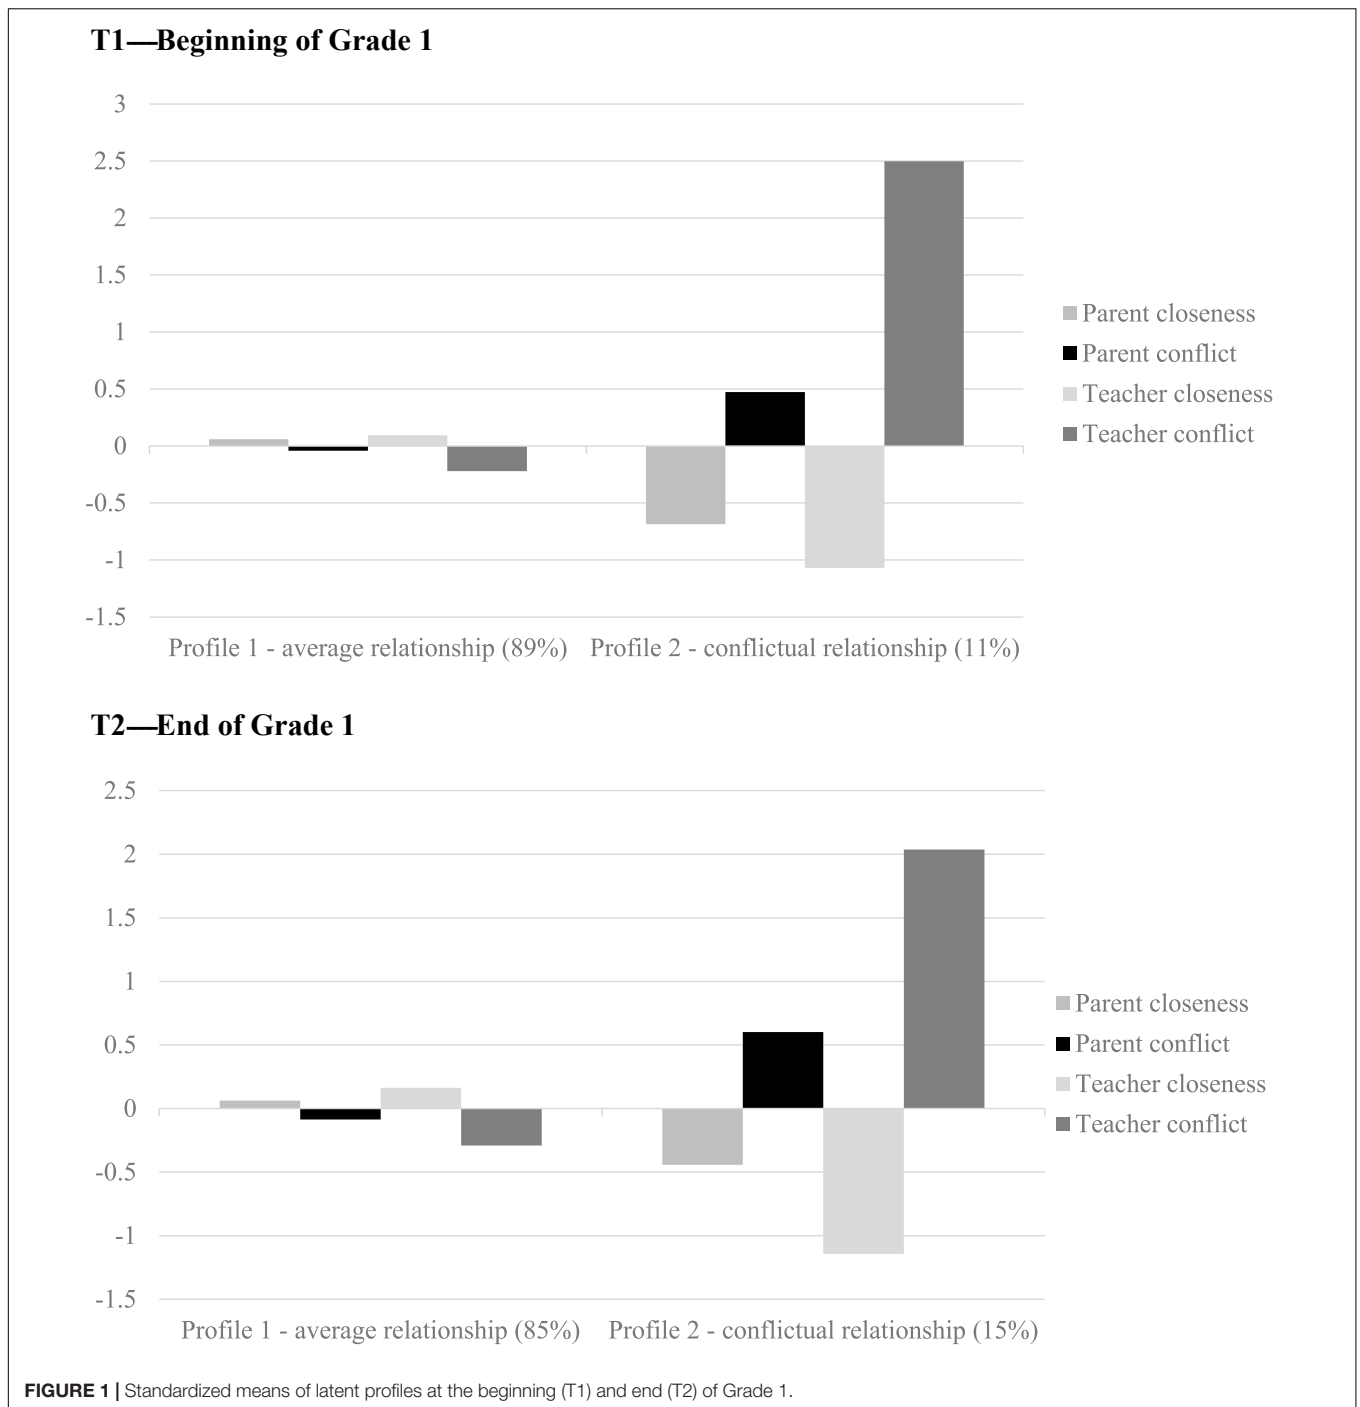 T1—Beginning of Grade 1
3
2.5
2
1.5
1
0.5
0
-0.5
-1
-1.5
Profile 1 - average relationship (89%)
Profile 2 - conflictual relationship (11%)
Parent closeness
Parent conflict
Teacher closeness
Teacher conflict
T2—End of Grade 1
2.5
2
1.5
1
0.5
0
-0.5
-1
-1.5
Profile 1 - average relationship (85%)
Profile 2 - conflictual relationship (15%)
Parent closeness
Parent conflict
Teacher closeness
Teacher conflict
FIGURE 1 | Standardized means of latent profiles at the beginning (T1) and end (T2) of Grade 1.